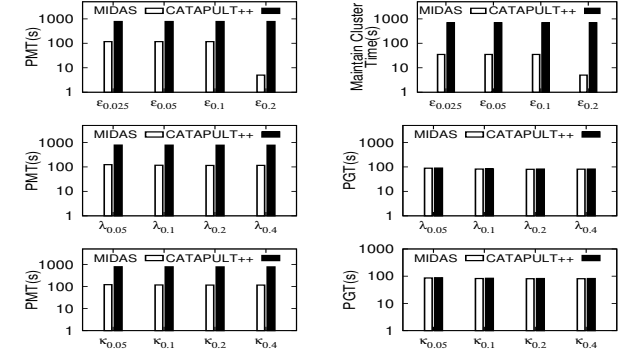 MIDAS CATAPULT++
PMT(s)
1000
100
10
1
ε0.025 ε0.05 ε0.1 ε0.2
MIDAS CATAPULT++
Maintain Cluster
Time(s)
1000
100
10
1
ε0.025 ε0.05 ε0.1 ε0.2
MIDAS CATAPULT++
PMT(s)
1000
100
10
1
λ0.05 λ0.1 λ0.2 λ0.4
MIDAS CATAPULT++
PGT(s)
1000
100
10
1
λ0.05 λ0.1 λ0.2 λ0.4
MIDAS CATAPULT++
PMT(s)
1000
100
10
1
κ0.05 κ0.1 κ0.2 κ0.4
MIDAS CATAPULT++
PGT(s)
1000
100
10
1
κ0.05 κ0.1 κ0.2 κ0.4